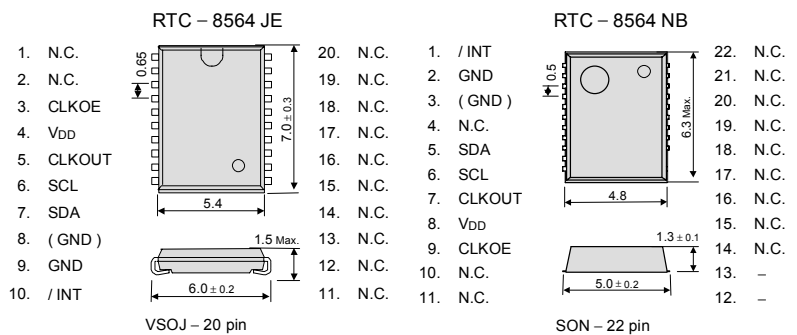 RTC – 8564 JE
1. N.C.
2. N.C.
3. CLKOE
4. VDD
5. CLKOUT
6. SCL
7. SDA
8. ( GND )
9. GND
10. / INT
0.65
7.0 ± 0.3
5.4
1.5 Max.
6.0 ± 0.2
20. N.C.
19. N.C.
18. N.C.
17. N.C.
16. N.C.
15. N.C.
14. N.C.
13. N.C.
12. N.C.
11. N.C.
VSOJ – 20 pin
RTC – 8564 NB
1. / INT
2. GND
3. ( GND )
4. N.C.
5. SDA
6. SCL
7. CLKOUT
8. VDD
9. CLKOE
10. N.C.
11. N.C.
0.5
6.3 Max.
4.8
1.3 ± 0.1
5.0 ± 0.2
22. N.C.
21. N.C.
20. N.C.
19. N.C.
18. N.C.
17. N.C.
16. N.C.
15. N.C.
14. N.C.
13. –
12. –
SON – 22 pin